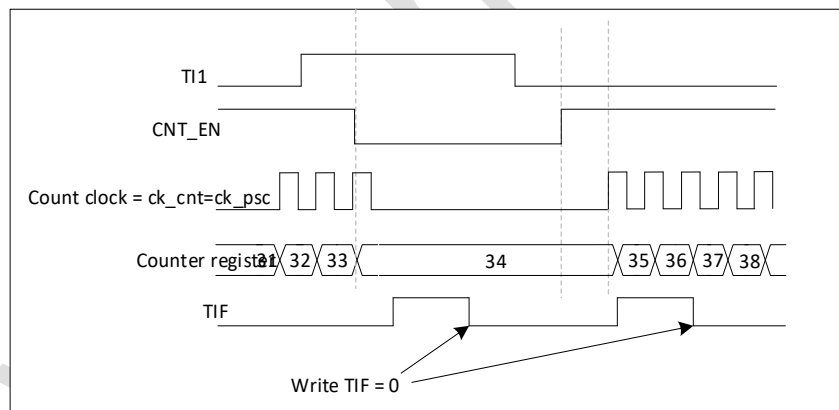 TI1
CNT_EN
Count clock = ck_cnt=ck_psc
Counter register 31 32 33 34 35 36 37 38
TIF
Write TIF = 0